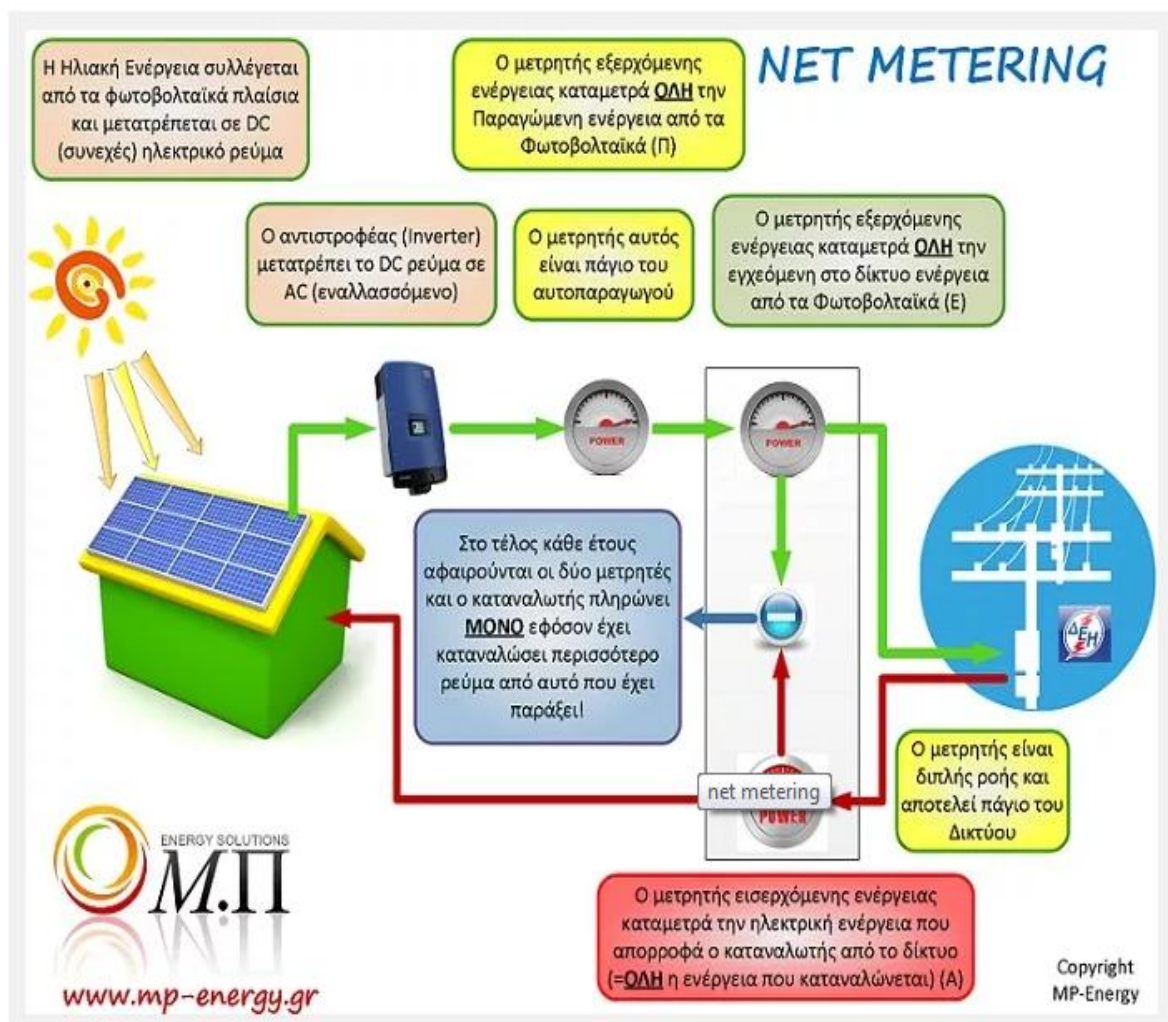 Η Ηλιακή Ενέργεια συλλέγεται
από τα φωτοβολταϊκά πλαίσια
και μετατρέπεται σε DC
(συνεχές) ηλεκτρικό ρεύμα
Ο μετρητής εξερχόμενης
ενέργειας καταμετρά ΟΛΗ την
Παραγώμενη ενέργεια από τα
Φωτοβολταϊκά (Π)
NET METERING
Ο αντιστροφέας (Inverter)
μετατρέπει το DC ρεύμα σε
AC (εναλλασσόμενο)
Ο μετρητής αυτός
είναι πάγιο του
αυτοπαραγωγού
Ο μετρητής εξερχόμενης
ενέργειας καταμετρά ΟΛΗ την
εγχεόμενη στο δίκτυο ενέργεια
από τα Φωτοβολταϊκά (Ε)
POWER
POWER
Στο τέλος κάθε έτους
αφαιρούνται οι δύο μετρητές
και ο καταναλωτής πληρώνει
ΜΟΝΟ εφόσον έχει
καταναλώσει περισσότερο
ρεύμα από αυτό που έχει
παράξει!
ΔΕΗ
Ο μετρητής είναι
διπλής ροής και
αποτελεί πάγιο του
Δικτύου
net metering
POWER
ENERGY SOLUTIONS
Μ.Π
www.mp-energy.gr
Ο μετρητής εισερχόμενης ενέργειας
καταμετρά την ηλεκτρική ενέργεια που
απορροφά ο καταναλωτής από το δίκτυο
(=ΟΛΗ η ενέργεια που καταναλώνεται) (Α)
Copyright
MP-Energy